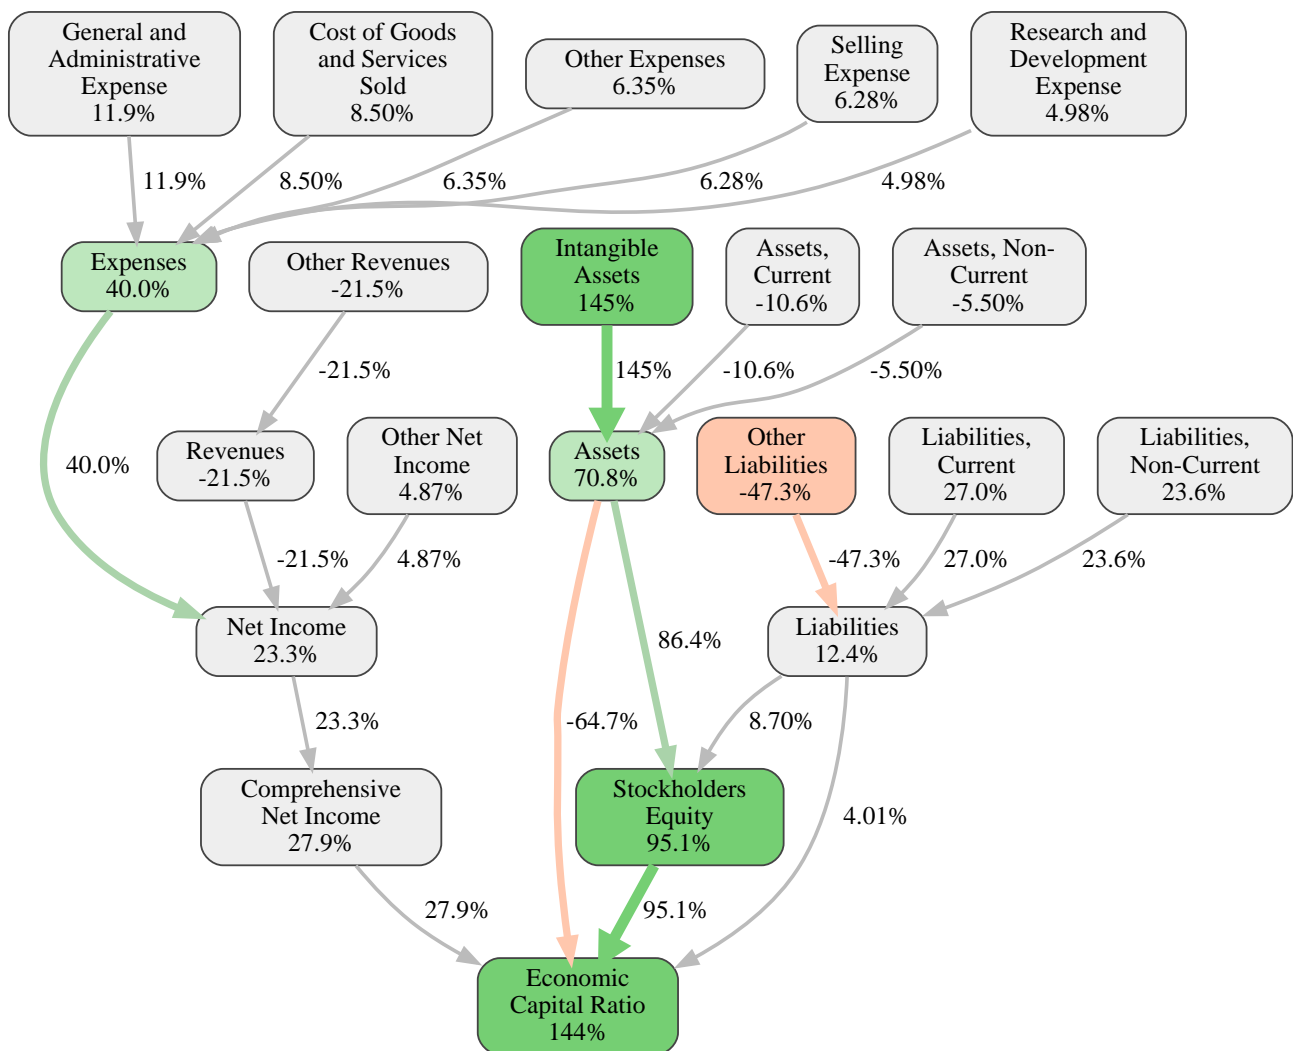 General and
Administrative
Expense
11.9%
Cost of Goods
and Services
Sold
8.50%
Other Expenses
6.35%
Selling
Expense
6.28%
Research and
Development
Expense
4.98%
11.9%
8.50%
6.35%
6.28%
4.98%
Expenses
40.0%
Other Revenues
-21.5%
Intangible
Assets
145%
Assets,
Current
-10.6%
Assets, Non-
Current
-5.50%
-21.5%
145%
-10.6%
-5.50%
40.0%
Revenues
-21.5%
Other Net
Income
4.87%
Assets
70.8%
Other
Liabilities
-47.3%
Liabilities,
Current
27.0%
Liabilities,
Non-Current
23.6%
-21.5%
4.87%
-47.3%
27.0%
23.6%
Net Income
23.3%
86.4%
Liabilities
12.4%
23.3%
-64.7%
8.70%
Comprehensive
Net Income
27.9%
Stockholders
Equity
95.1%
4.01%
27.9%
95.1%
Economic
Capital Ratio
144%